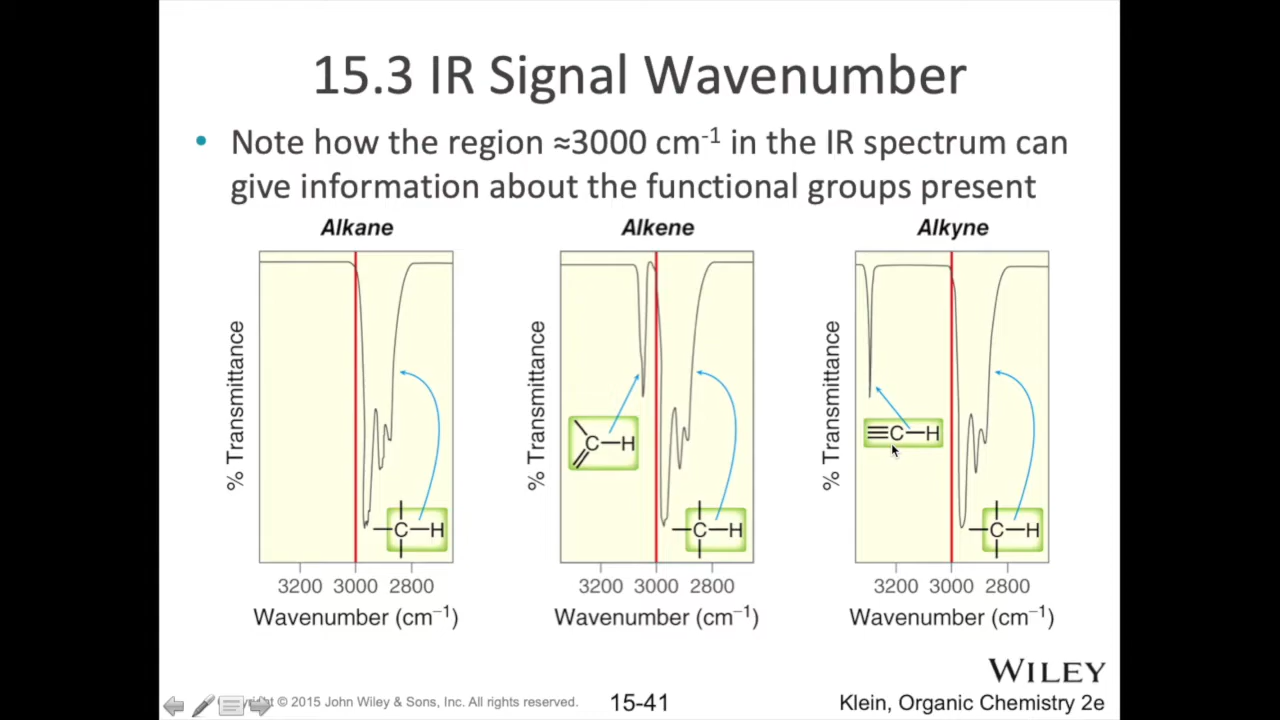 15.3 IR Signal Wavenumber
• Note how the region ≈3000 cm⁻¹ in the IR spectrum can
give information about the functional groups present
Alkane
% Transmittance
C—H
3200 3000 2800
Wavenumber (cm⁻¹)
Alkene
% Transmittance
C—H
C—H
3200 3000 2800
Wavenumber (cm⁻¹)
Alkyne
% Transmittance
≡C—H
C—H
3200 3000 2800
Wavenumber (cm⁻¹)
WILEY
© 2015 John Wiley & Sons, Inc. All rights reserved.
15-41
Klein, Organic Chemistry 2e